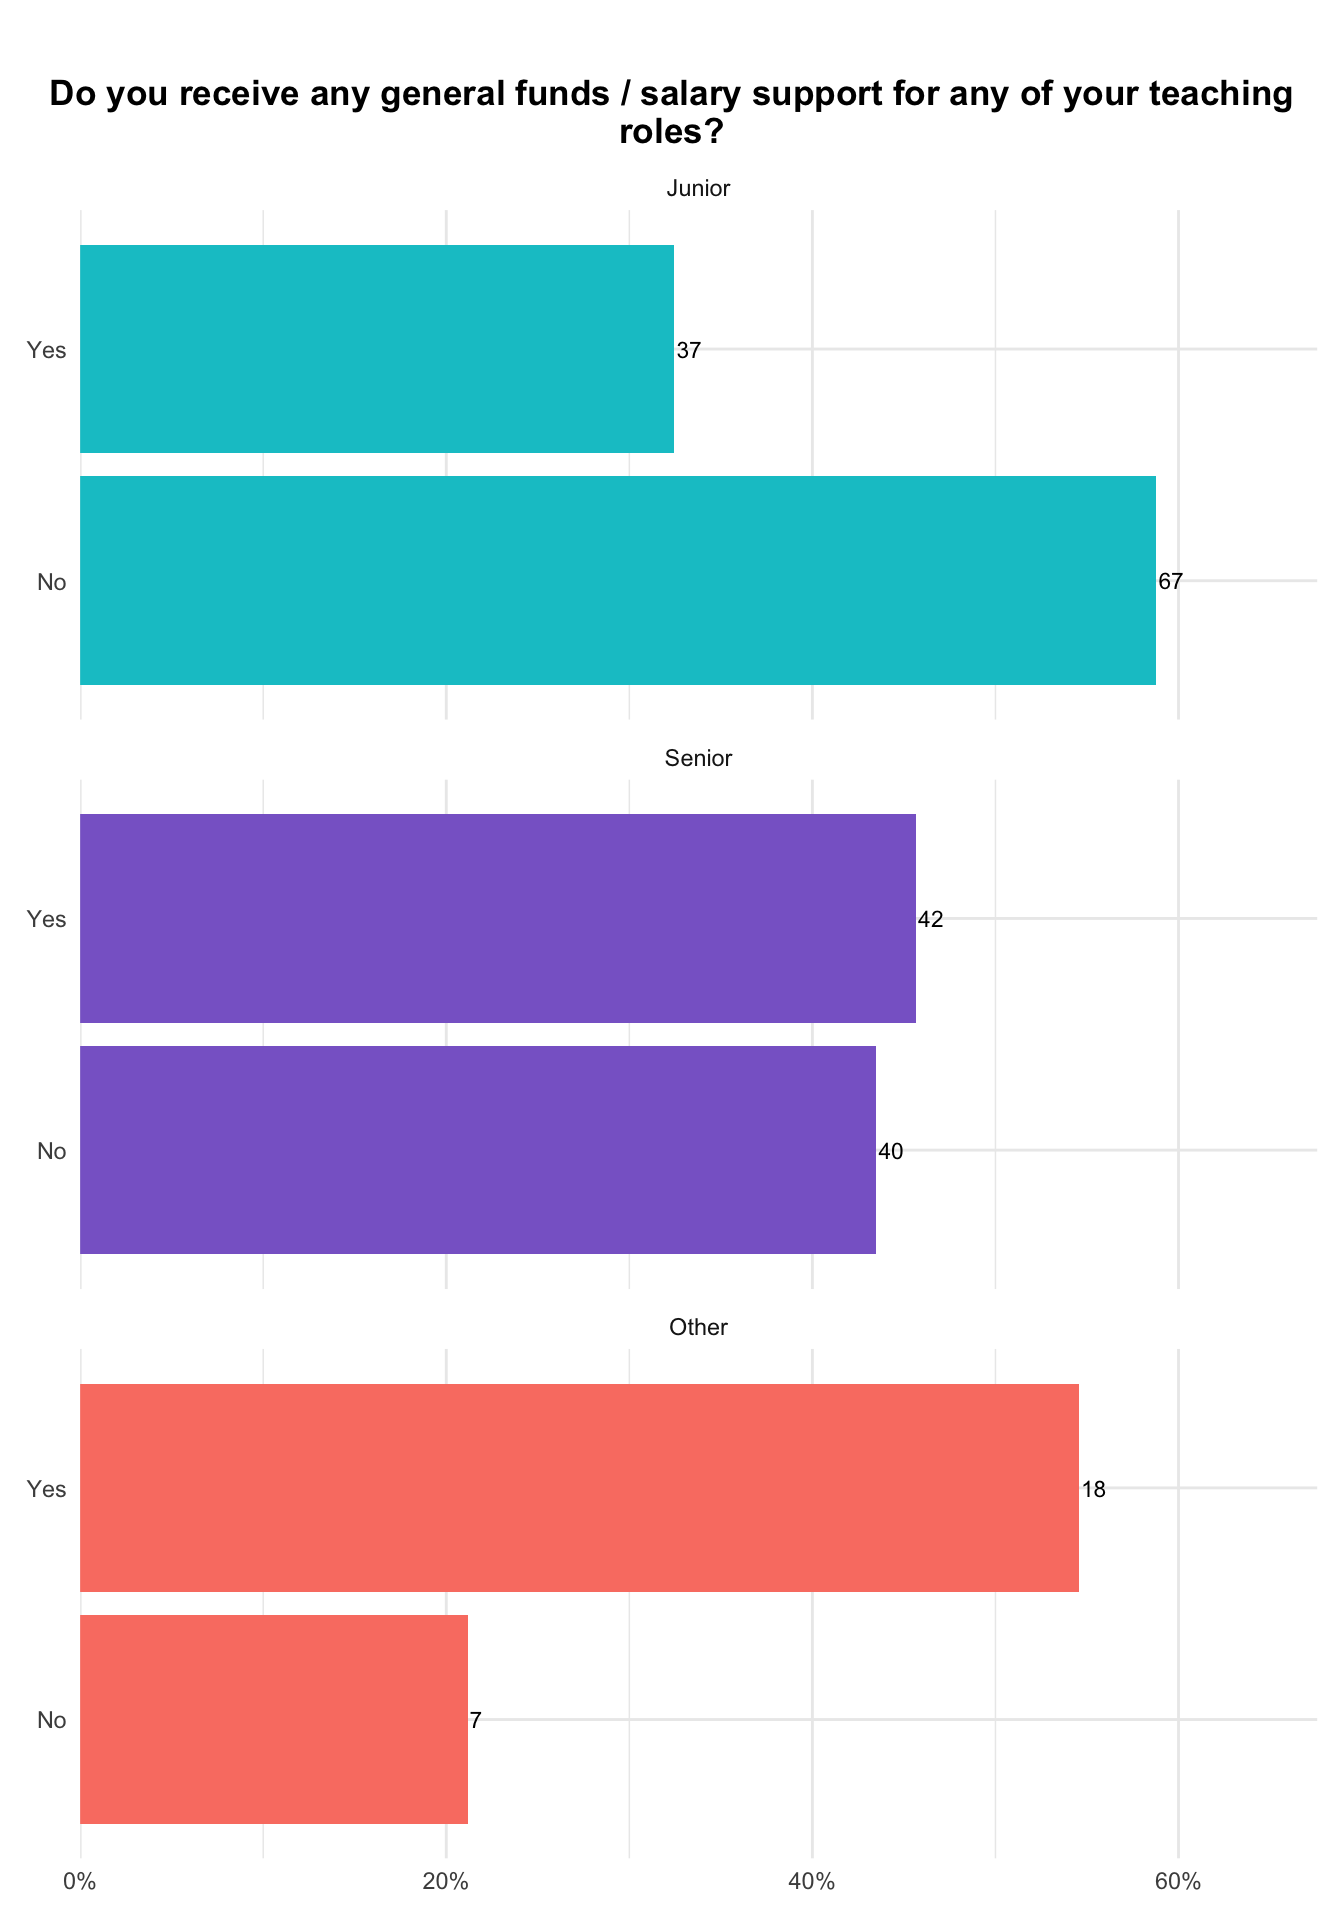 Do you receive any general funds / salary support for any of your teaching
roles?
Junior
Yes
37
No
67
Senior
Yes
42
No
40
Other
Yes
18
No
7
0%
20%
40%
60%